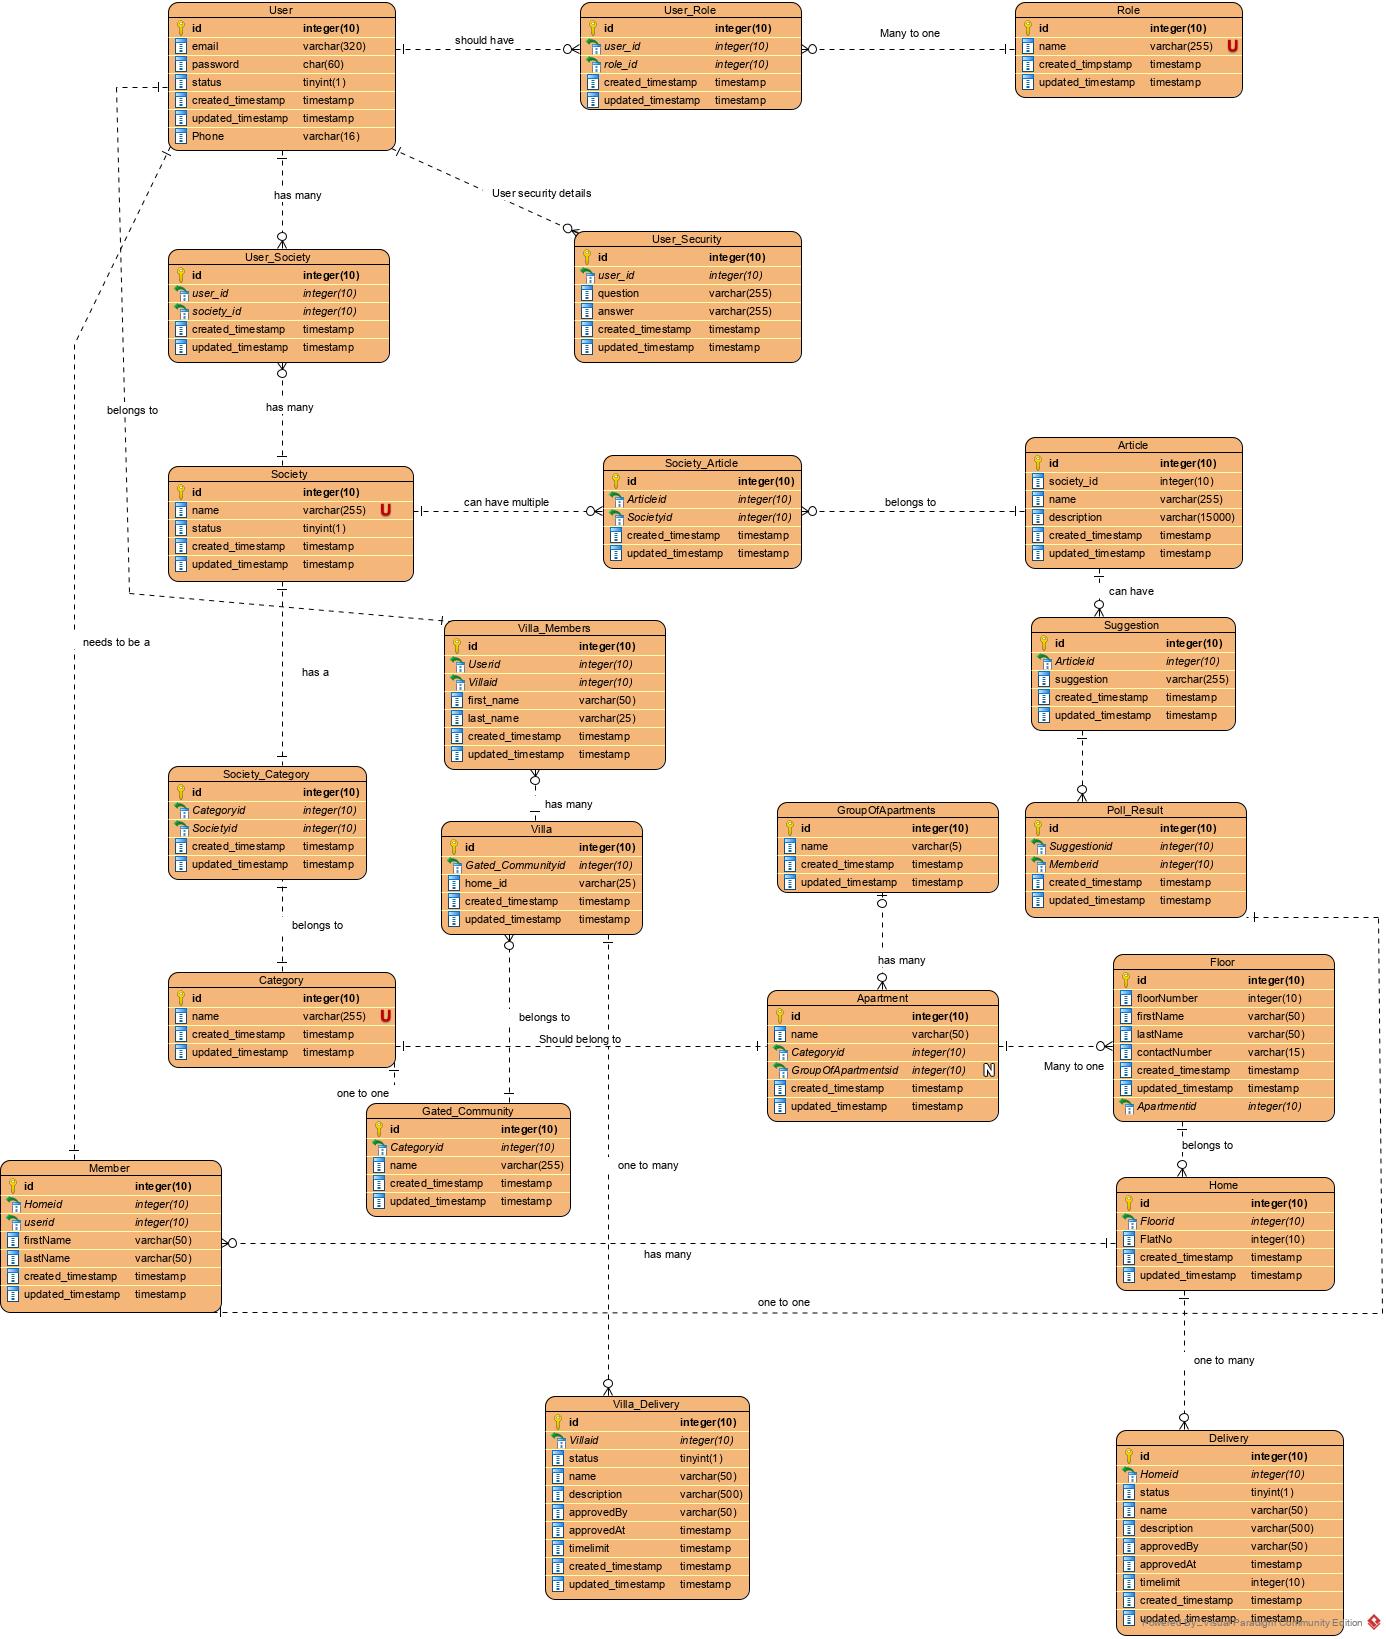 User
id integer(10)
email varchar(320)
password char(60)
status tinyint(1)
created_timestamp timestamp
updated_timestamp timestamp
Phone varchar(16)
should have
User_Role
id integer(10)
user_id integer(10)
role_id integer(10)
created_timestamp timestamp
updated_timestamp timestamp
Many to one
Role
id integer(10)
name varchar(255) U
created_timpstamp timestamp
updated_timestamp timestamp
has many
User security details
User_Society
id integer(10)
user_id integer(10)
society_id integer(10)
created_timestamp timestamp
updated_timestamp timestamp
User_Security
id integer(10)
user_id integer(10)
question varchar(255)
answer varchar(255)
created_timestamp timestamp
updated_timestamp timestamp
belongs to
has many
Society
id integer(10)
name varchar(255) U
status tinyint(1)
created_timestamp timestamp
updated_timestamp timestamp
can have multiple
Society_Article
id integer(10)
Articleid integer(10)
Societyid integer(10)
created_timestamp timestamp
updated_timestamp timestamp
belongs to
Article
id integer(10)
society_id integer(10)
name varchar(255)
description varchar(15000)
created_timestamp timestamp
updated_timestamp timestamp
can have
needs to be a
has a
Villa_Members
id integer(10)
Userid integer(10)
Villaid integer(10)
first_name varchar(50)
last_name varchar(25)
created_timestamp timestamp
updated_timestamp timestamp
Suggestion
id integer(10)
Articleid integer(10)
suggestion varchar(255)
created_timestamp timestamp
updated_timestamp timestamp
has many
Society_Category
id integer(10)
Categoryid integer(10)
Societyid integer(10)
created_timestamp timestamp
updated_timestamp timestamp
Villa
id integer(10)
Gated_Communityid integer(10)
home_id varchar(25)
created_timestamp timestamp
updated_timestamp timestamp
GroupOfApartments
id integer(10)
name varchar(5)
created_timestamp timestamp
updated_timestamp timestamp
Poll_Result
id integer(10)
Suggestionid integer(10)
Memberid integer(10)
created_timestamp timestamp
updated_timestamp timestamp
belongs to
has many
Category
id integer(10)
name varchar(255) U
created_timestamp timestamp
updated_timestamp timestamp
belongs to
Should belong to
one to one
Apartment
id integer(10)
name varchar(50)
Categoryid integer(10)
GroupOfApartmentsid integer(10) N
created_timestamp timestamp
updated_timestamp timestamp
Many to one
Floor
id integer(10)
floorNumber integer(10)
firstName varchar(50)
lastName varchar(50)
contactNumber varchar(15)
created_timestamp timestamp
updated_timestamp timestamp
Apartmentid integer(10)
belongs to
Gated_Community
id integer(10)
Categoryid integer(10)
name varchar(255)
created_timestamp timestamp
updated_timestamp timestamp
one to many
Member
id integer(10)
Homeid integer(10)
userid integer(10)
firstName varchar(50)
lastName varchar(50)
created_timestamp timestamp
updated_timestamp timestamp
has many
Home
id integer(10)
Floorid integer(10)
FlatNo integer(10)
created_timestamp timestamp
updated_timestamp timestamp
one to one
one to many
Villa_Delivery
id integer(10)
Villaid integer(10)
status tinyint(1)
name varchar(50)
description varchar(500)
approvedBy varchar(50)
approvedAt timestamp
timelimit timestamp
created_timestamp timestamp
updated_timestamp timestamp
Delivery
id integer(10)
Homeid integer(10)
status tinyint(1)
name varchar(50)
description varchar(500)
approvedBy varchar(50)
approvedAt timestamp
timelimit integer(10)
created_timestamp timestamp
updated_timestamp timestamp
Powered By Visual Paradigm Community Edition